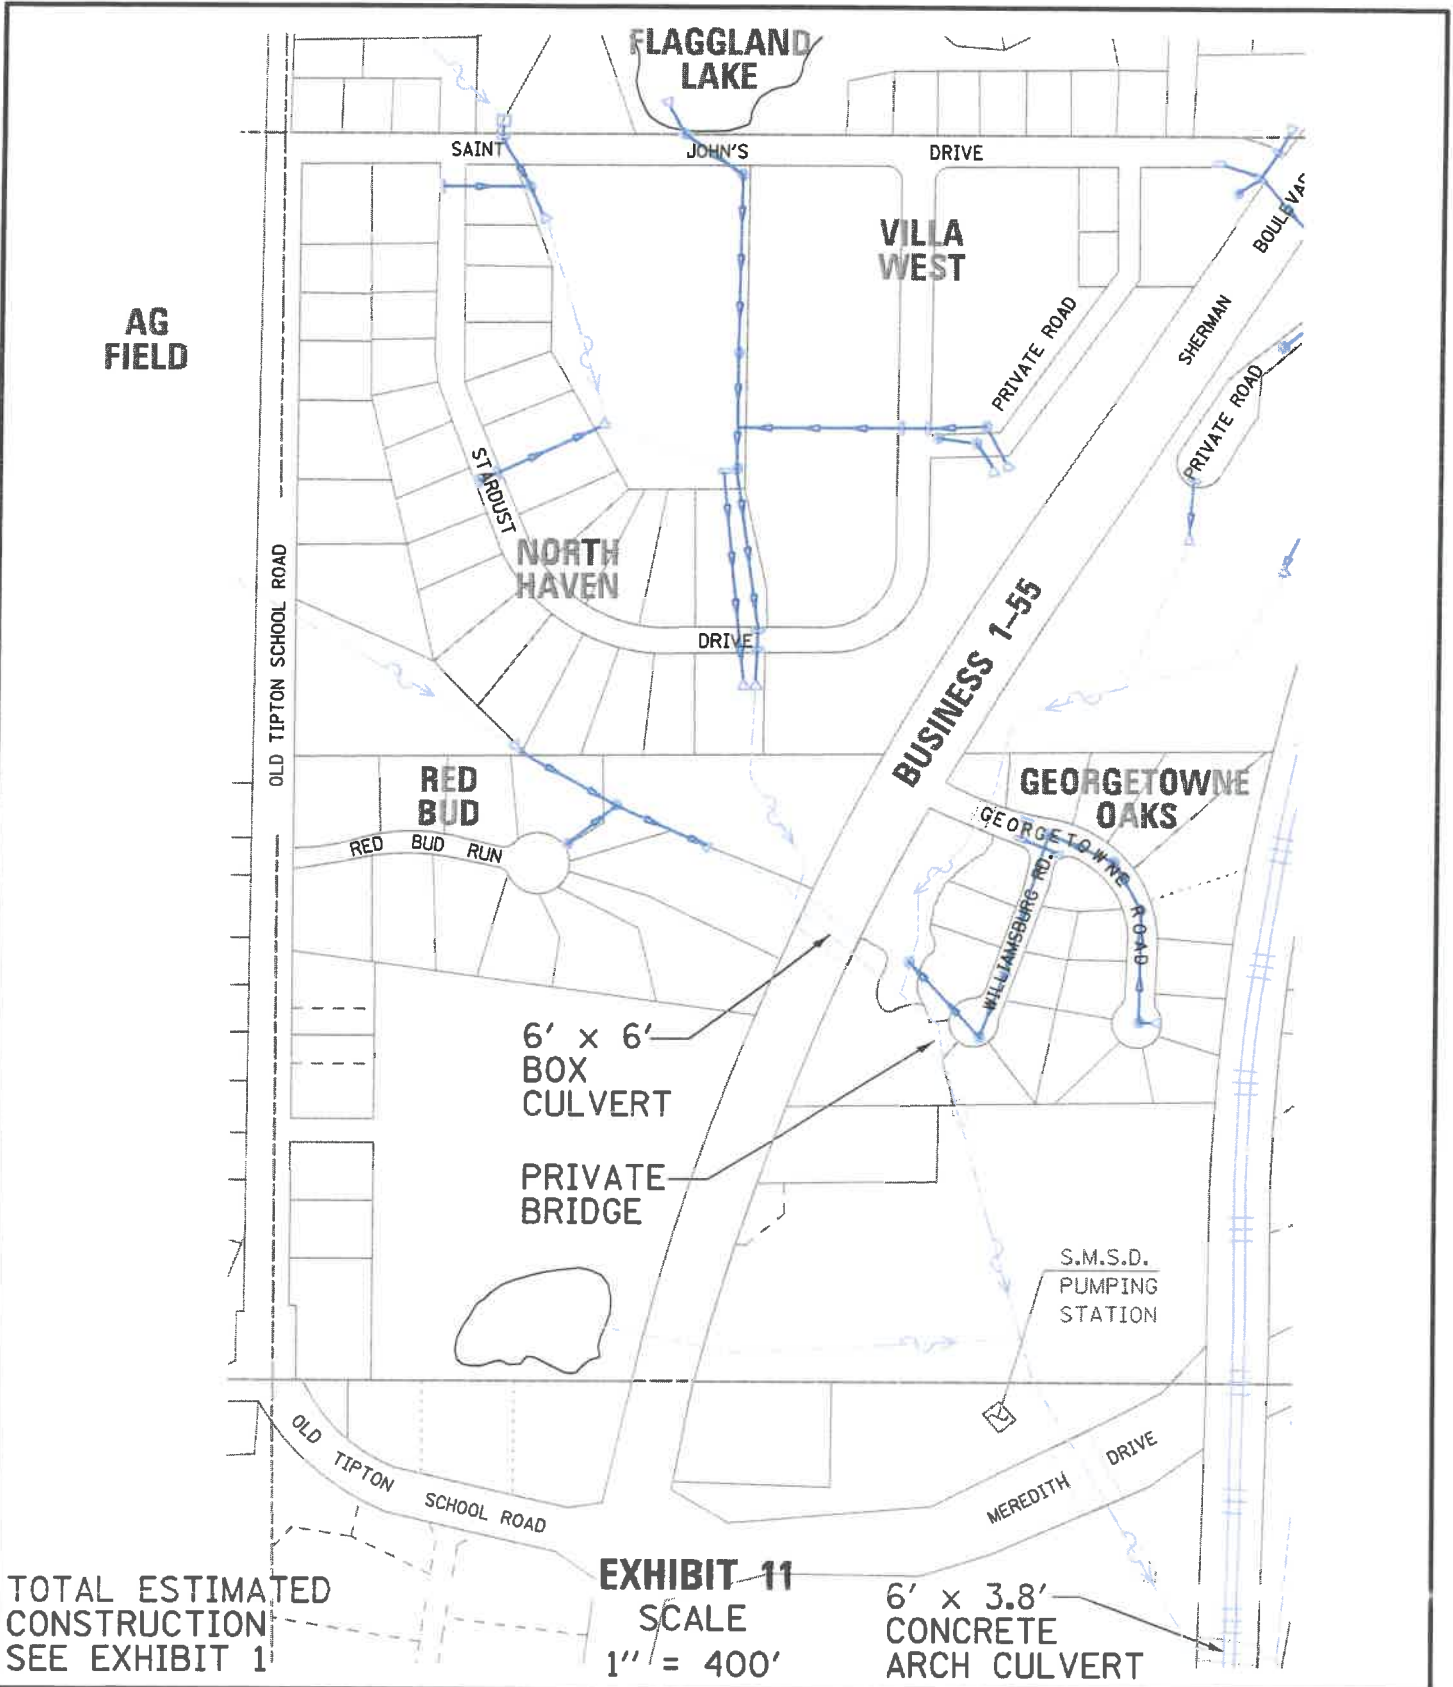 FLAGGLAND
LAKE
SAINT JOHN'S DRIVE
BOULEVAR
VILLA
WEST
AG
FIELD
PRIVATE ROAD
SHERMAN
PRIVATE ROAD
STARDUST
NORTH
HAVEN
OLD TIPTON SCHOOL ROAD
DRIVE
BUSINESS 1-55
RED
BUD
GEORGETOWNE
OAKS
GEORGETOWNE ROAD
RED BUD RUN
WILLIAMSBURG RD.
6' x 6'
BOX
CULVERT
PRIVATE
BRIDGE
S.M.S.D.
PUMPING
STATION
OLD TIPTON SCHOOL ROAD
MEREDITH DRIVE
EXHIBIT 11
SCALE
1" = 400'
TOTAL ESTIMATED
CONSTRUCTION
SEE EXHIBIT 1
6' x 3.8'
CONCRETE
ARCH CULVERT